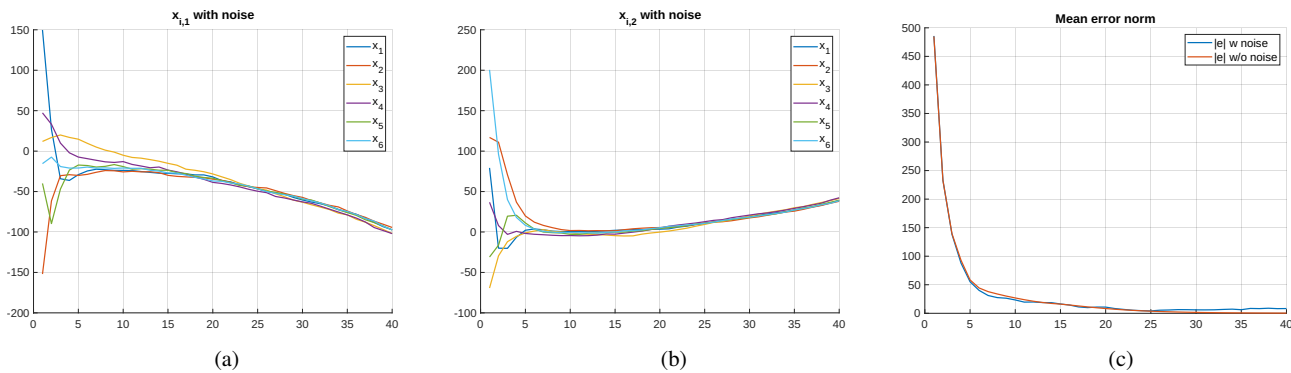 x_{i,1} with noise
150
100
50
0
-50
-100
-150
-200
0 5 10 15 20 25 30 35 40
x_1
x_2
x_3
x_4
x_5
x_6
(a)
x_{i,2} with noise
250
200
150
100
50
0
-50
-100
0 5 10 15 20 25 30 35 40
x_1
x_2
x_3
x_4
x_5
x_6
(b)
Mean error norm
500
450
400
350
300
250
200
150
100
50
0
0 5 10 15 20 25 30 35 40
|e| w noise
|e| w/o noise
(c)